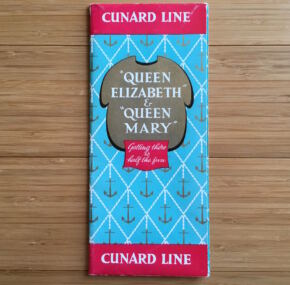 CUNARD LINE
"QUEEN
ELIZABETH"
&
"QUEEN
MARY"
Getting there
is
half the fun
CUNARD LINE